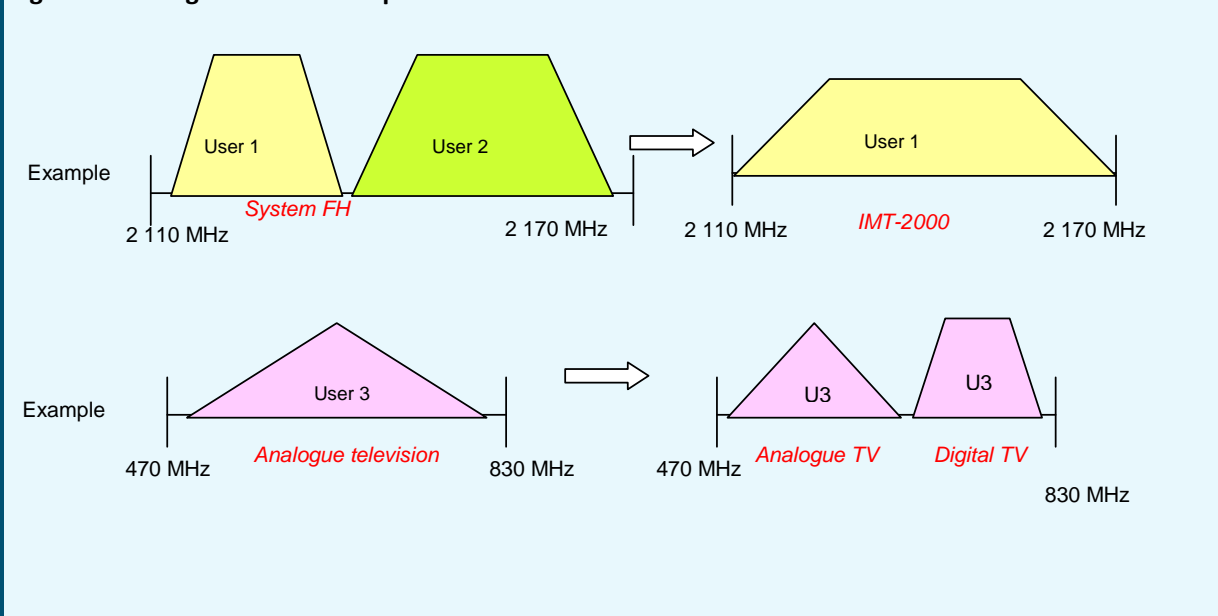 User 1
User 2
User 1
Example
System FH
2 110 MHz
2 170 MHz
2 110 MHz
IMT-2000
2 170 MHz
User 3
U3
U3
Example
470 MHz
Analogue television
830 MHz
470 MHz
Analogue TV
Digital TV
830 MHz